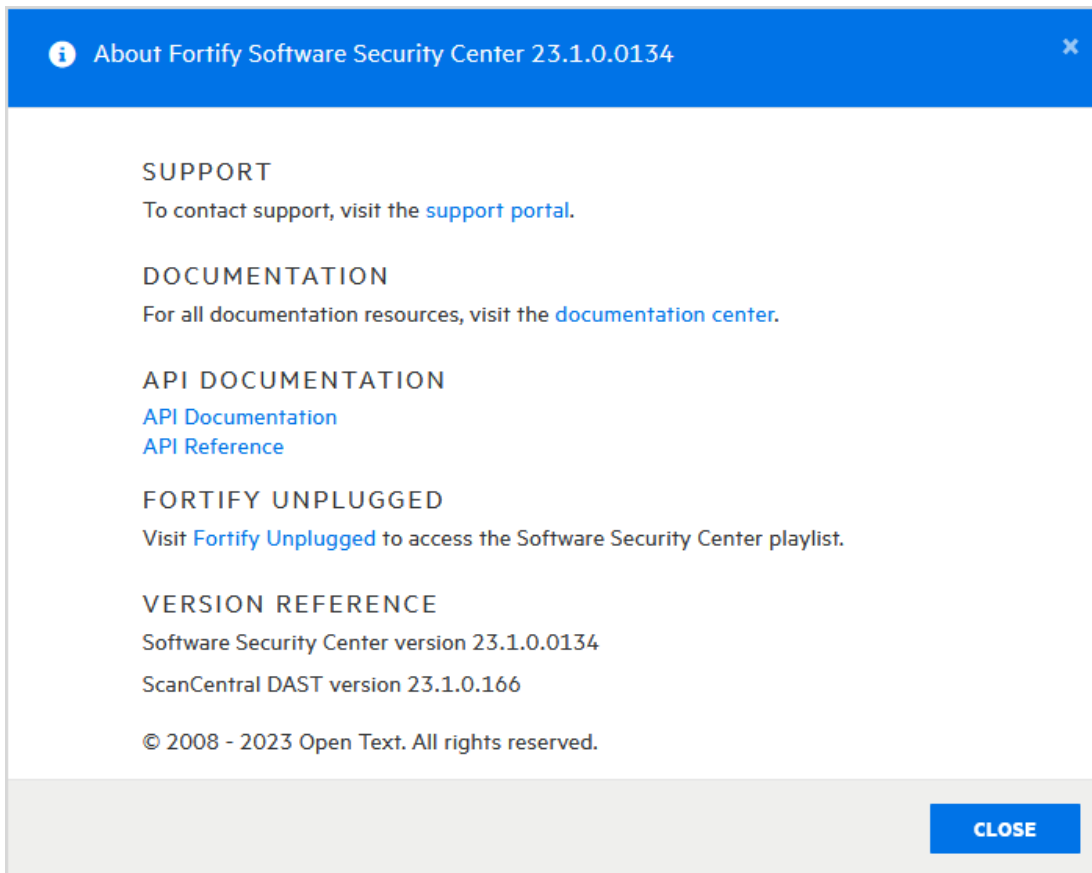 About Fortify Software Security Center 23.1.0.0134
SUPPORT
To contact support, visit the support portal.
DOCUMENTATION
For all documentation resources, visit the documentation center.
API DOCUMENTATION
API Documentation
API Reference
FORTIFY UNPLUGGED
Visit Fortify Unplugged to access the Software Security Center playlist.
VERSION REFERENCE
Software Security Center version 23.1.0.0134
ScanCentral DAST version 23.1.0.166
© 2008 - 2023 Open Text. All rights reserved.
CLOSE